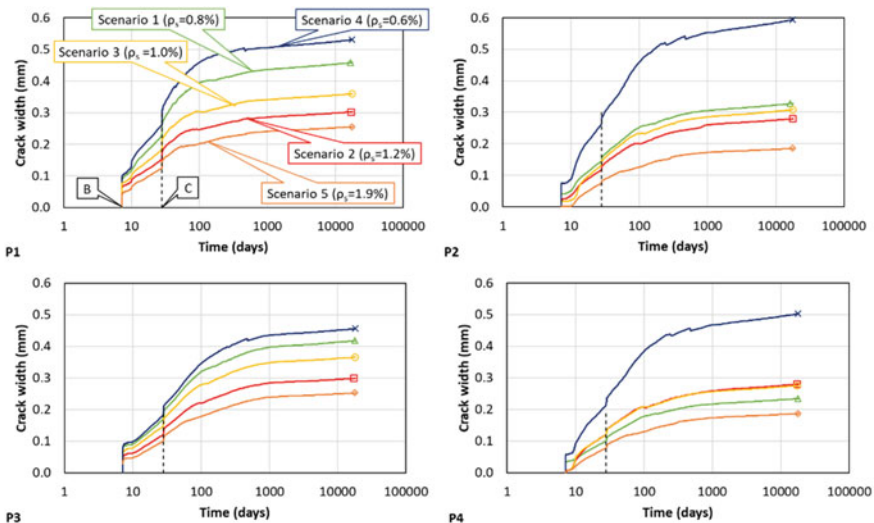 Scenario 1 (ρs=0.8%)
Scenario 4 (ρs=0.6%)
Scenario 3 (ρs =1.0%)
Scenario 2 (ρs=1.2%)
Scenario 5 (ρs=1.9%)
B
C
Crack width (mm)
0.6
0.5
0.4
0.3
0.2
0.1
0.0
1 10 100 1000 10000 100000
Time (days)
P1
Crack width (mm)
0.6
0.5
0.4
0.3
0.2
0.1
0.0
1 10 100 1000 10000 100000
Time (days)
P2
Crack width (mm)
0.6
0.5
0.4
0.3
0.2
0.1
0.0
1 10 100 1000 10000 100000
Time (days)
P3
Crack width (mm)
0.6
0.5
0.4
0.3
0.2
0.1
0.0
1 10 100 1000 10000 100000
Time (days)
P4